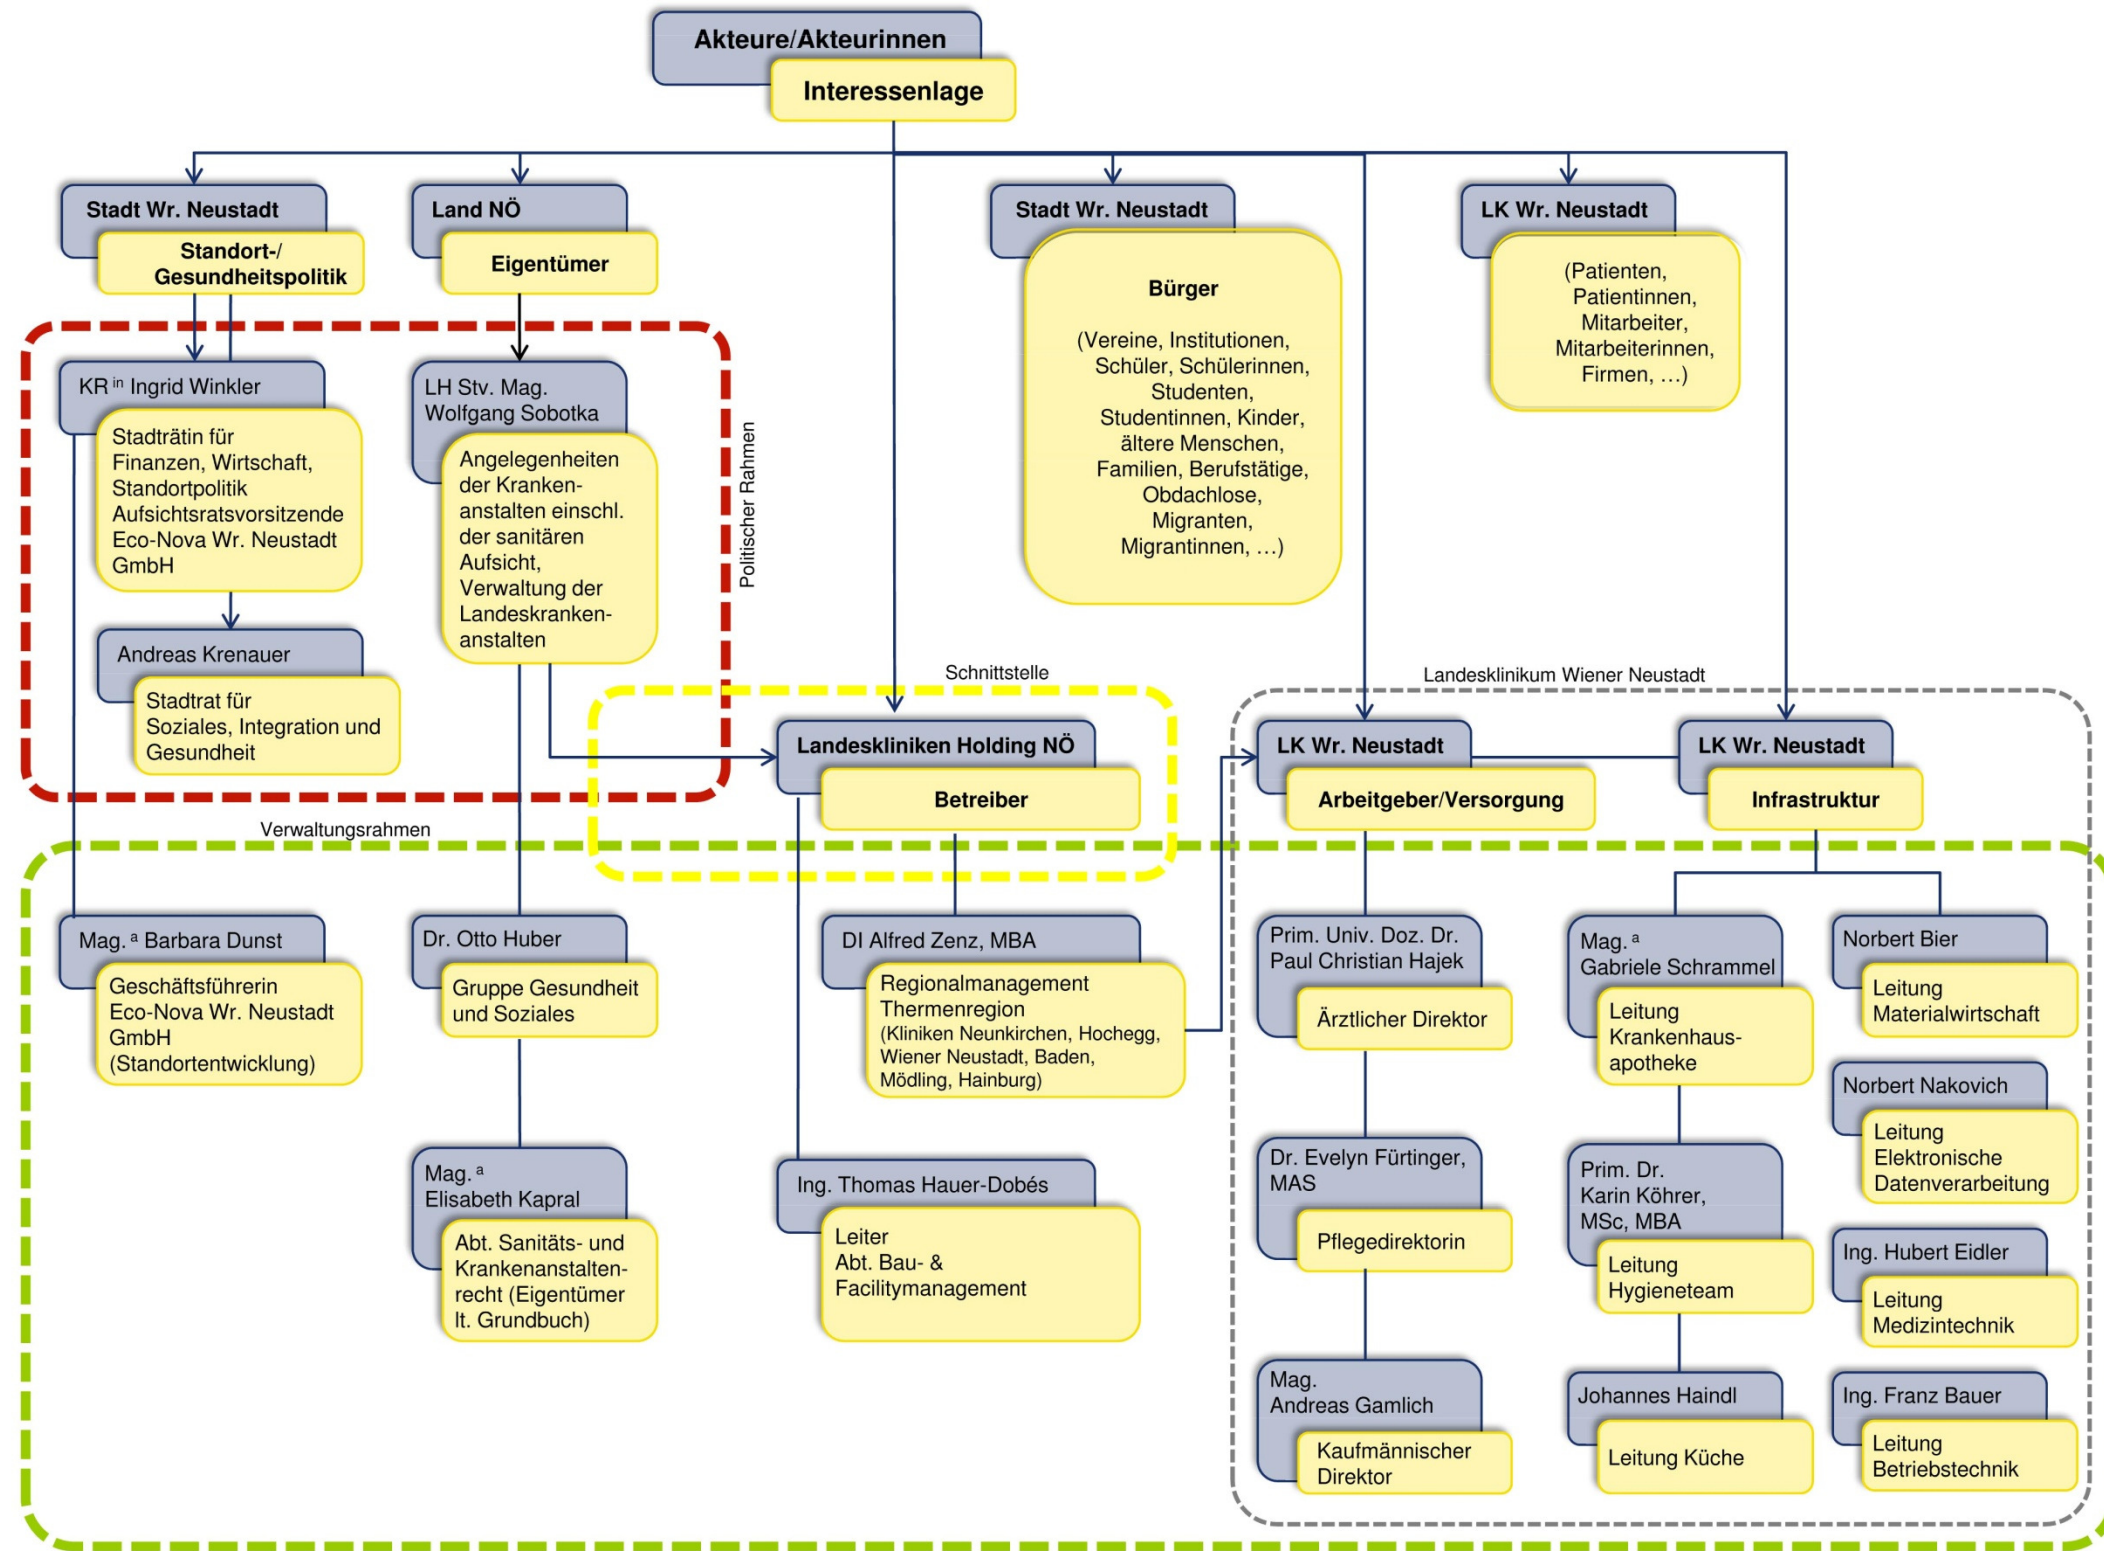 Akteure/Akteurinnen
Interessenlage
Stadt Wr. Neustadt
Standort-/
Gesundheitspolitik
Land NÖ
Eigentümer
Stadt Wr. Neustadt
Bürger
(Vereine, Institutionen,
Schüler, Schülerinnen,
Studenten,
Studentinnen, Kinder,
ältere Menschen,
Familien, Berufstätige,
Obdachlose,
Migranten,
Migrantinnen, …)
LK Wr. Neustadt
(Patienten,
Patientinnen,
Mitarbeiter,
Mitarbeiterinnen,
Firmen, …)
Politischer Rahmen
KR in Ingrid Winkler
Stadträtin für
Finanzen, Wirtschaft,
Standortpolitik
Aufsichtsratsvorsitzende
Eco-Nova Wr. Neustadt
GmbH
Andreas Krenauer
Stadtrat für
Soziales, Integration und
Gesundheit
LH Stv. Mag.
Wolfgang Sobotka
Angelegenheiten
der Kranken-
anstalten einschl.
der sanitären
Aufsicht,
Verwaltung der
Landeskranken-
anstalten
Schnittstelle
Landeskliniken Holding NÖ
Betreiber
Landesklinikum Wiener Neustadt
LK Wr. Neustadt
Arbeitgeber/Versorgung
LK Wr. Neustadt
Infrastruktur
Verwaltungsrahmen
Mag. a Barbara Dunst
Geschäftsführerin
Eco-Nova Wr. Neustadt
GmbH
(Standortentwicklung)
Dr. Otto Huber
Gruppe Gesundheit
und Soziales
Mag. a
Elisabeth Kapral
Abt. Sanitäts- und
Krankenanstalten-
recht (Eigentümer
lt. Grundbuch)
DI Alfred Zenz, MBA
Regionalmanagement
Thermenregion
(Kliniken Neunkirchen, Hochegg,
Wiener Neustadt, Baden,
Mödling, Hainburg)
Ing. Thomas Hauer-Dobés
Leiter
Abt. Bau- &
Facilitymanagement
Prim. Univ. Doz. Dr.
Paul Christian Hajek
Ärztlicher Direktor
Dr. Evelyn Fürtinger,
MAS
Pflegedirektorin
Mag.
Andreas Gamlich
Kaufmännischer
Direktor
Mag. a
Gabriele Schrammel
Leitung
Krankenhaus-
apotheke
Prim. Dr.
Karin Köhrer,
MSc, MBA
Leitung
Hygieneteam
Johannes Haindl
Leitung Küche
Norbert Bier
Leitung
Materialwirtschaft
Norbert Nakovich
Leitung
Elektronische
Datenverarbeitung
Ing. Hubert Eidler
Leitung
Medizintechnik
Ing. Franz Bauer
Leitung
Betriebstechnik